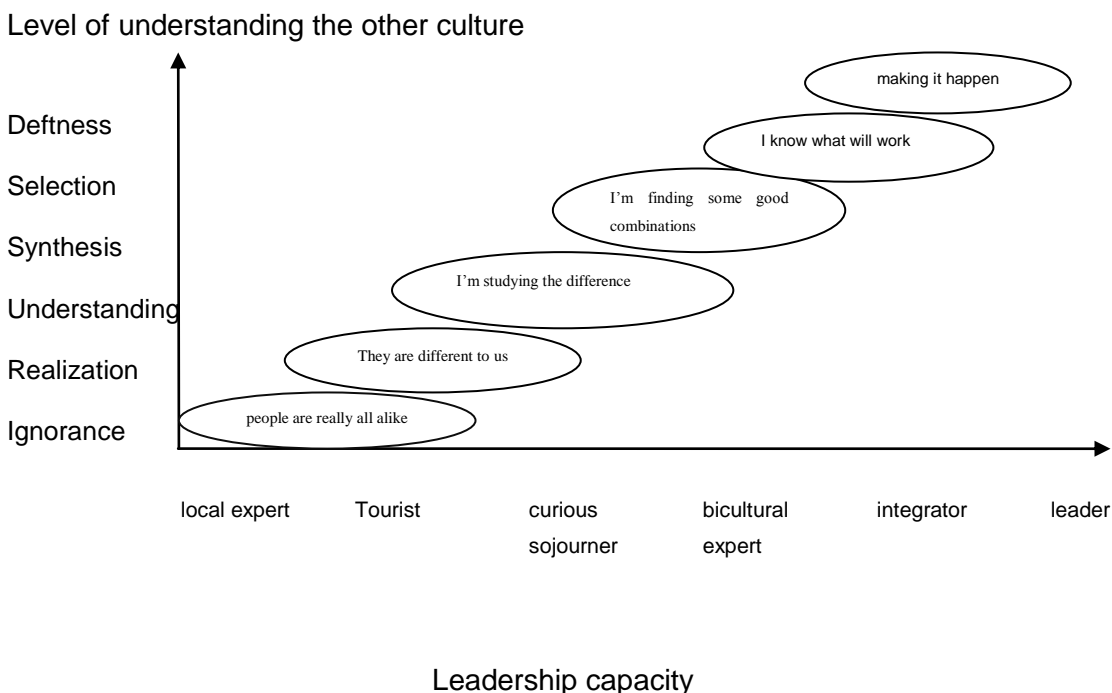 Level of understanding the other culture
making it happen
Deftness
I know what will work
Selection
I'm finding some good
combinations
Synthesis
I'm studying the difference
Understanding
They are different to us
Realization
people are really all alike
Ignorance
local expert Tourist curious bicultural integrator leader
sojourner expert
Leadership capacity